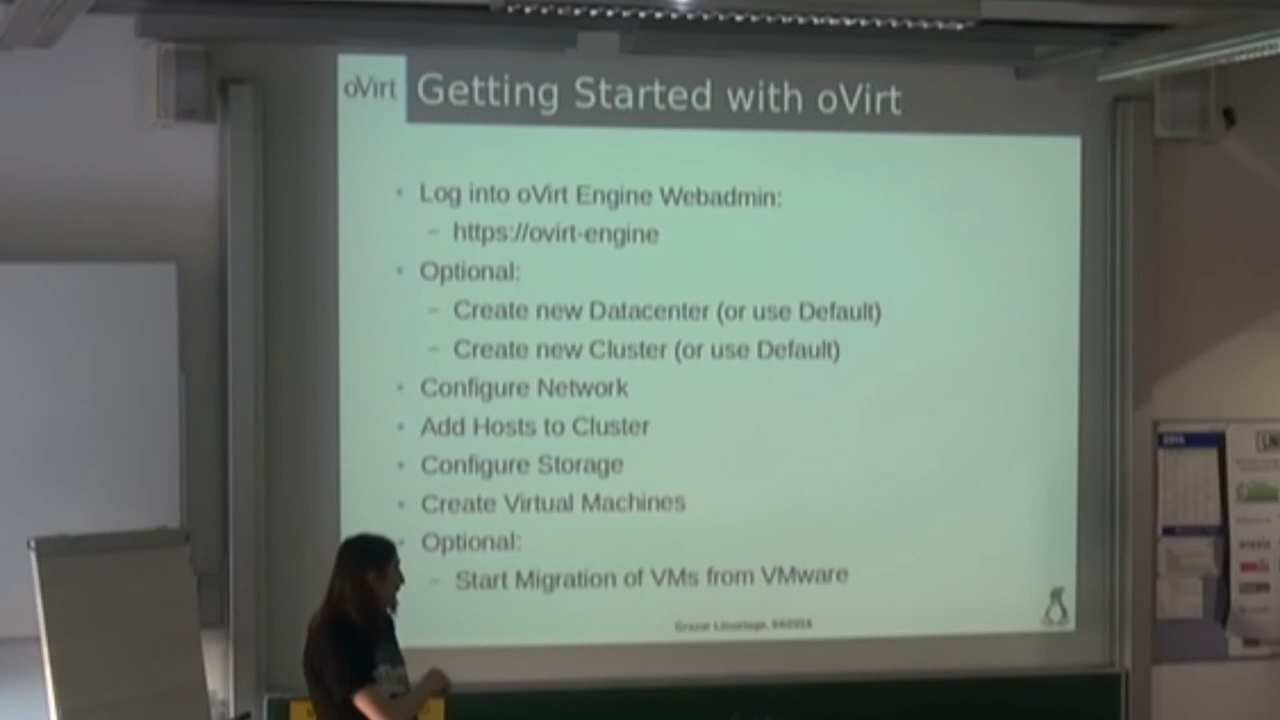 oVirt
Getting Started with oVirt
• Log into oVirt Engine Webadmin:
– https://ovirt-engine
• Optional:
– Create new Datacenter (or use Default)
– Create new Cluster (or use Default)
• Configure Network
• Add Hosts to Cluster
• Configure Storage
• Create Virtual Machines
• Optional:
– Start Migration of VMs from VMware
Grazer Linuxtage,